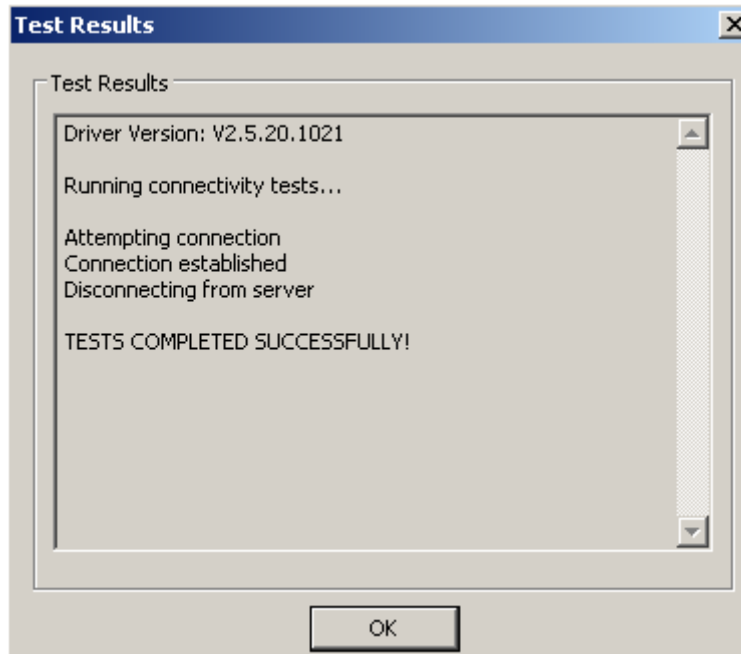 Test Results
Test Results
Driver Version: V2.5.20.1021
Running connectivity tests...
Attempting connection
Connection established
Disconnecting from server
TESTS COMPLETED SUCCESSFULLY!
OK